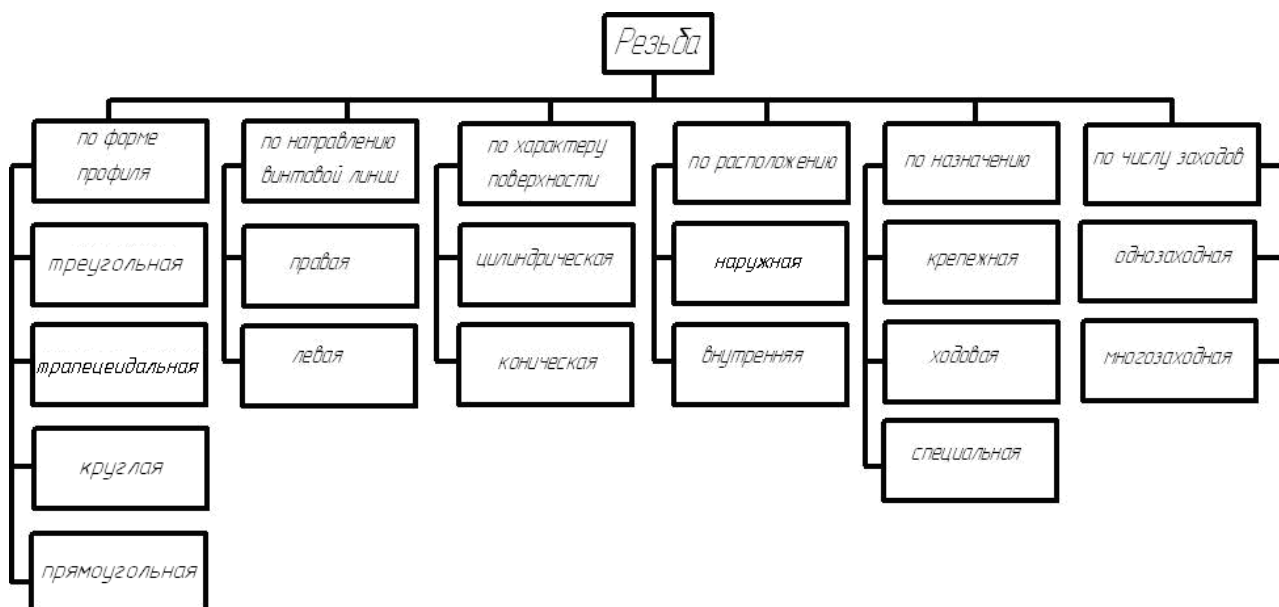 Резьба
по форме
профиля
треугольная
трапецеидальная
круглая
прямоугольная
по направлению
винтовой линии
правая
левая
по характеру
поверхности
цилиндрическая
коническая
по расположению
наружная
внутренняя
по назначению
крепежная
ходовая
специальная
по числу заходов
однозаходная
многозаходная